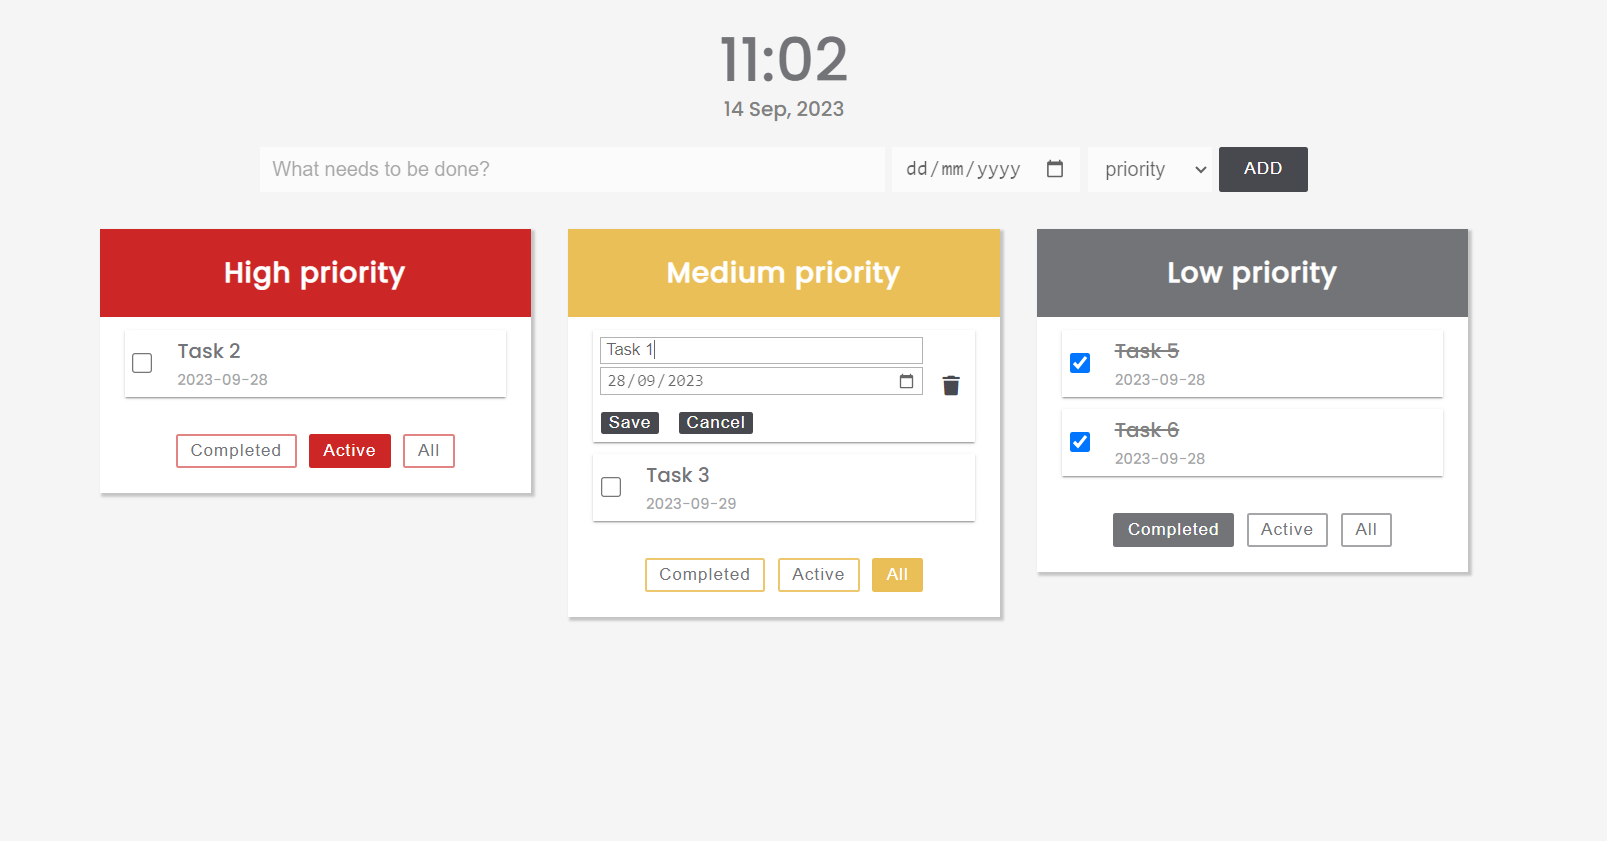 11:02
14 Sep, 2023
What needs to be done? dd/mm/yyyy priority ADD
High priority
Task 2
2023-09-28
Completed Active All
Medium priority
Task 1
28/09/2023
Save Cancel
Task 3
2023-09-29
Completed Active All
Low priority
Task 5
2023-09-28
Task 6
2023-09-28
Completed Active All